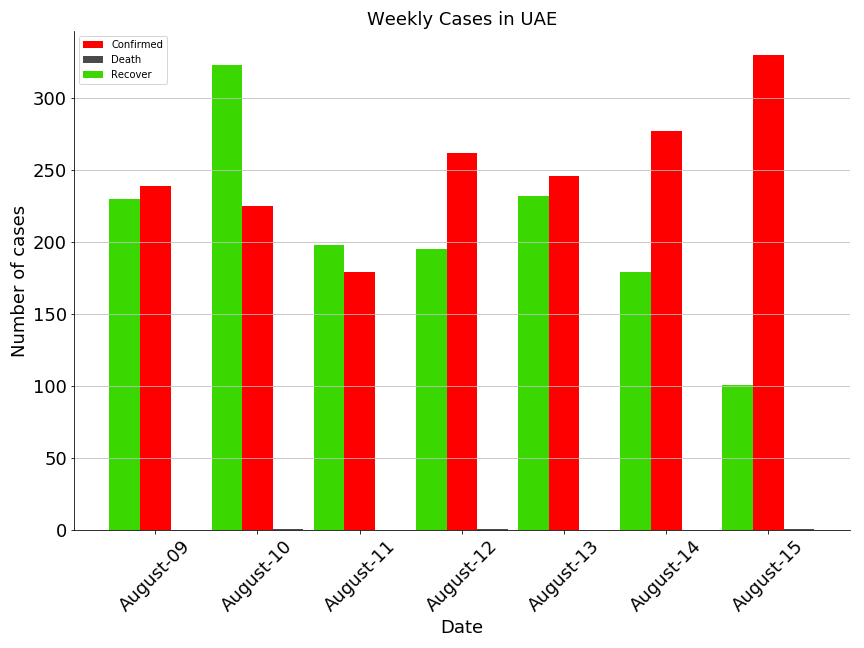 Weekly Cases in UAE
Confirmed
Death
Recover
Number of cases
300
250
200
150
100
50
0
August-09
August-10
August-11
August-12
August-13
August-14
August-15
Date